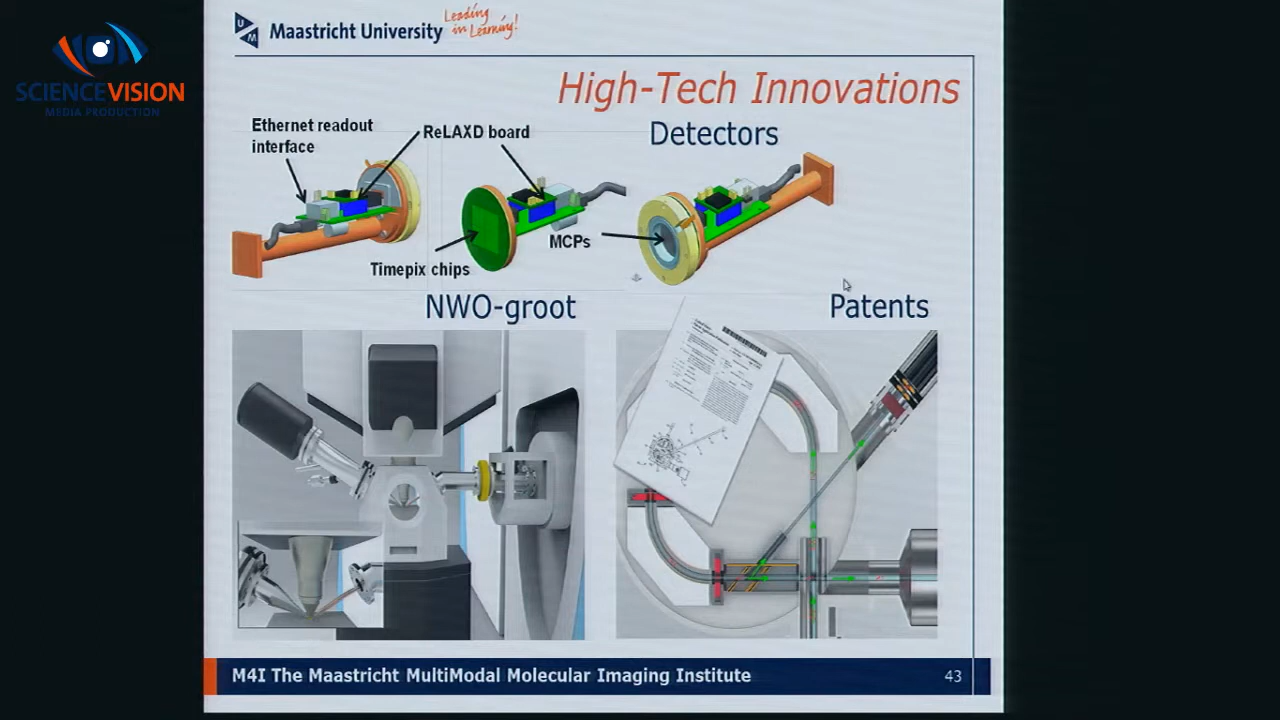 UM
Maastricht University
Leading
in Learning!
SCIENCEVISION
MEDIA PRODUCTION
High-Tech Innovations
Ethernet readout
interface
ReLAXD board
Detectors
MCPs
Timepix chips
NWO-groot
Patents
M4I The Maastricht MultiModal Molecular Imaging Institute
43